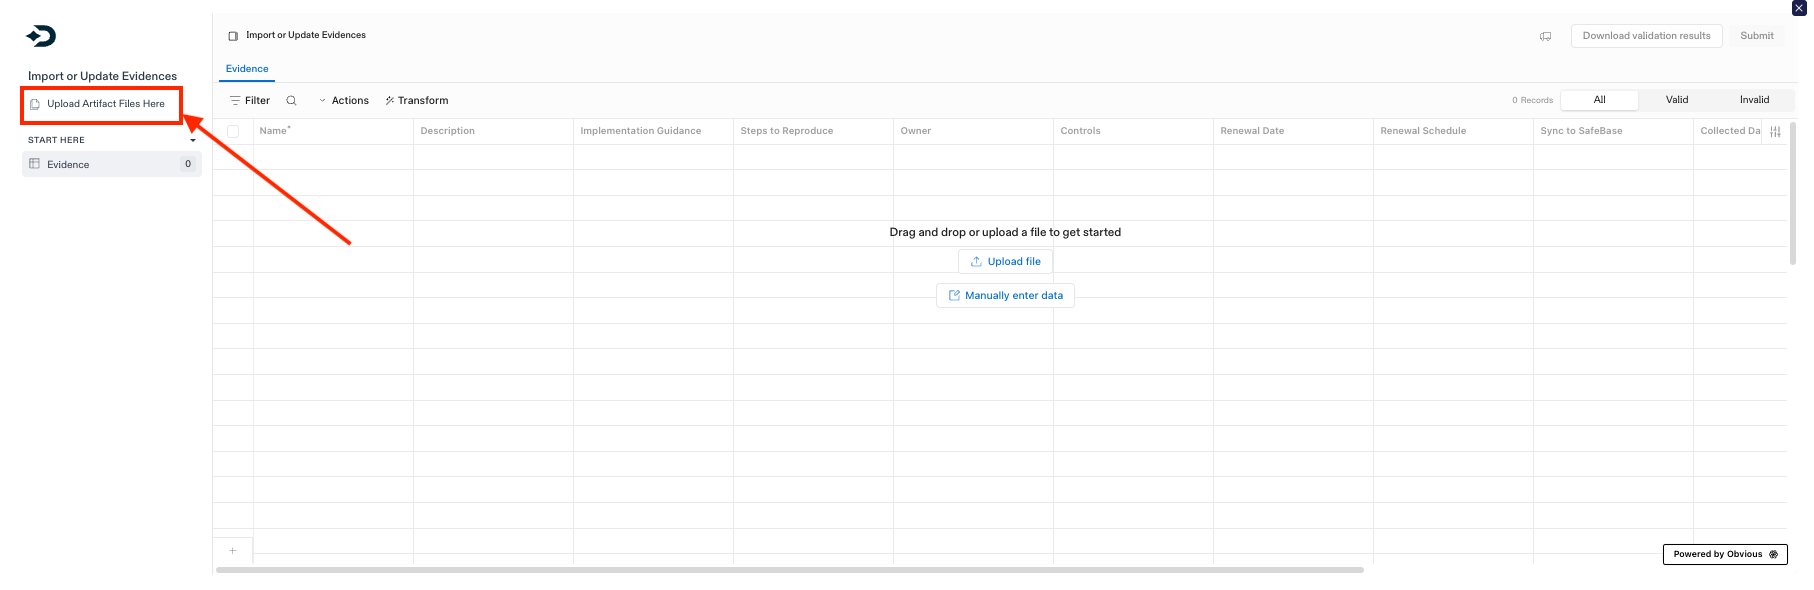 Import or Update Evidences
Upload Artifact Files Here
START HERE
Evidence 0
Import or Update Evidences
Download validation results
Submit
Evidence
Filter
Actions
Transform
0 Records
All
Valid
Invalid
Name*
Description
Implementation Guidance
Steps to Reproduce
Owner
Controls
Renewal Date
Renewal Schedule
Sync to SafeBase
Collected Da
Drag and drop or upload a file to get started
Upload file
Manually enter data
Powered by Obvious